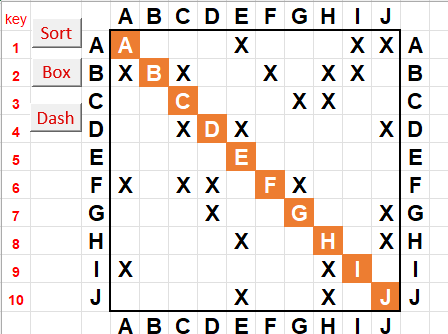 key A B C D E F G H I J
Sort
1 A A X X X A
Box
2 B X B X X X X B
3 C C X X C
Dash
4 D X D X X D
5 E E E
6 F X X X F X F
7 G X G X G
8 H X H X H
9 I X X I I
10 J X X J J
A B C D E F G H I J